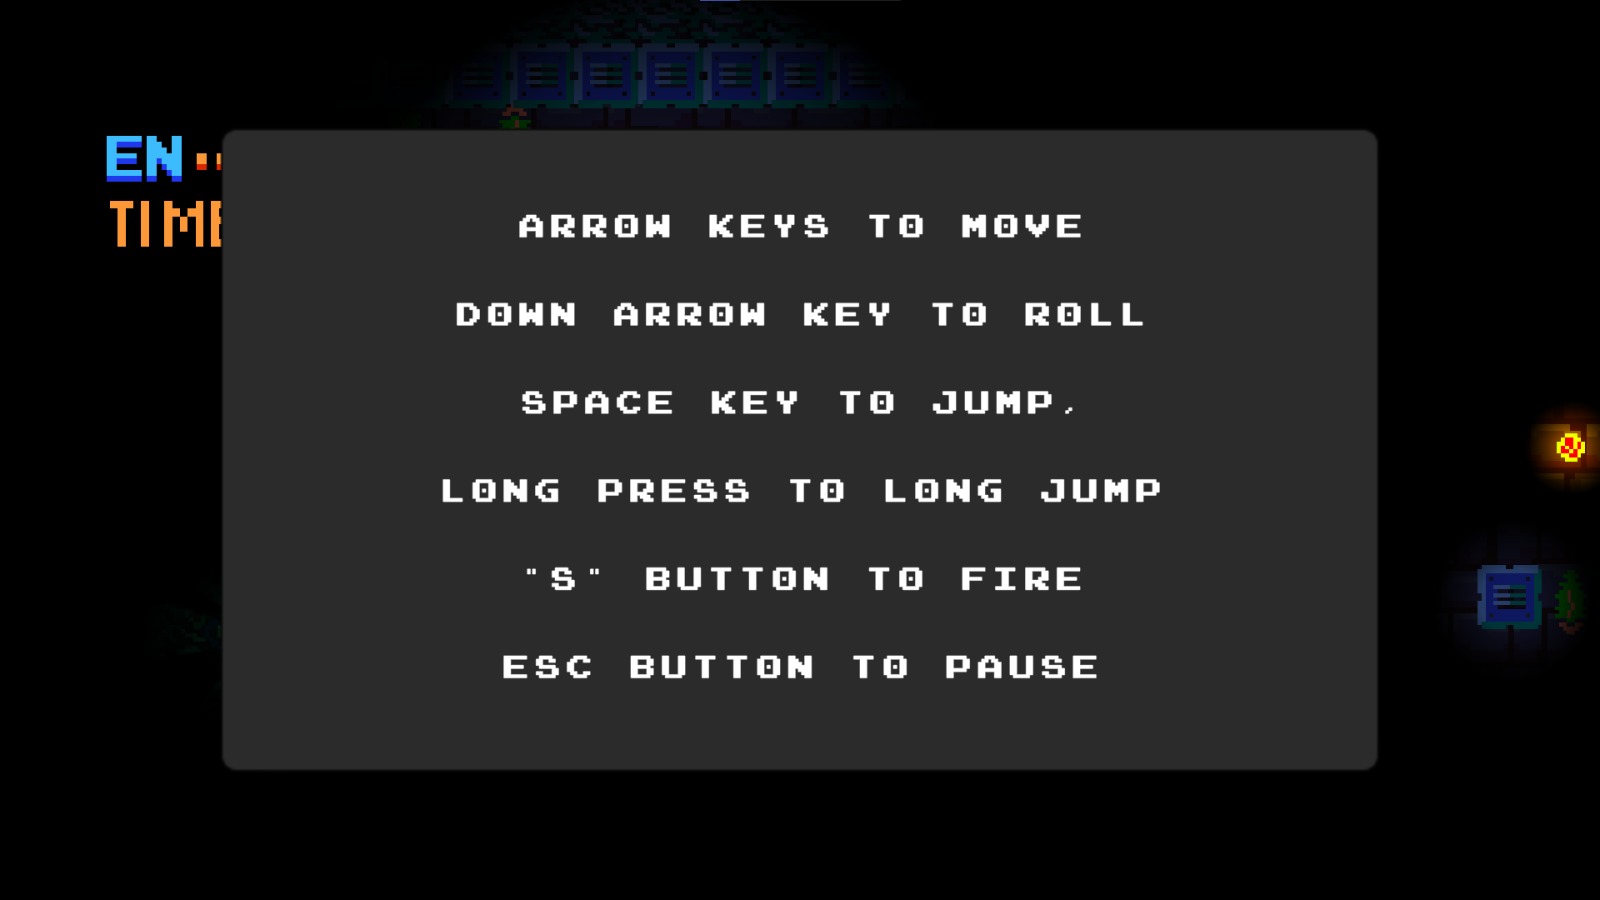 EN
TIME
ARROW KEYS TO MOVE
DOWN ARROW KEY TO ROLL
SPACE KEY TO JUMP,
LONG PRESS TO LONG JUMP
"S" BUTTON TO FIRE
ESC BUTTON TO PAUSE